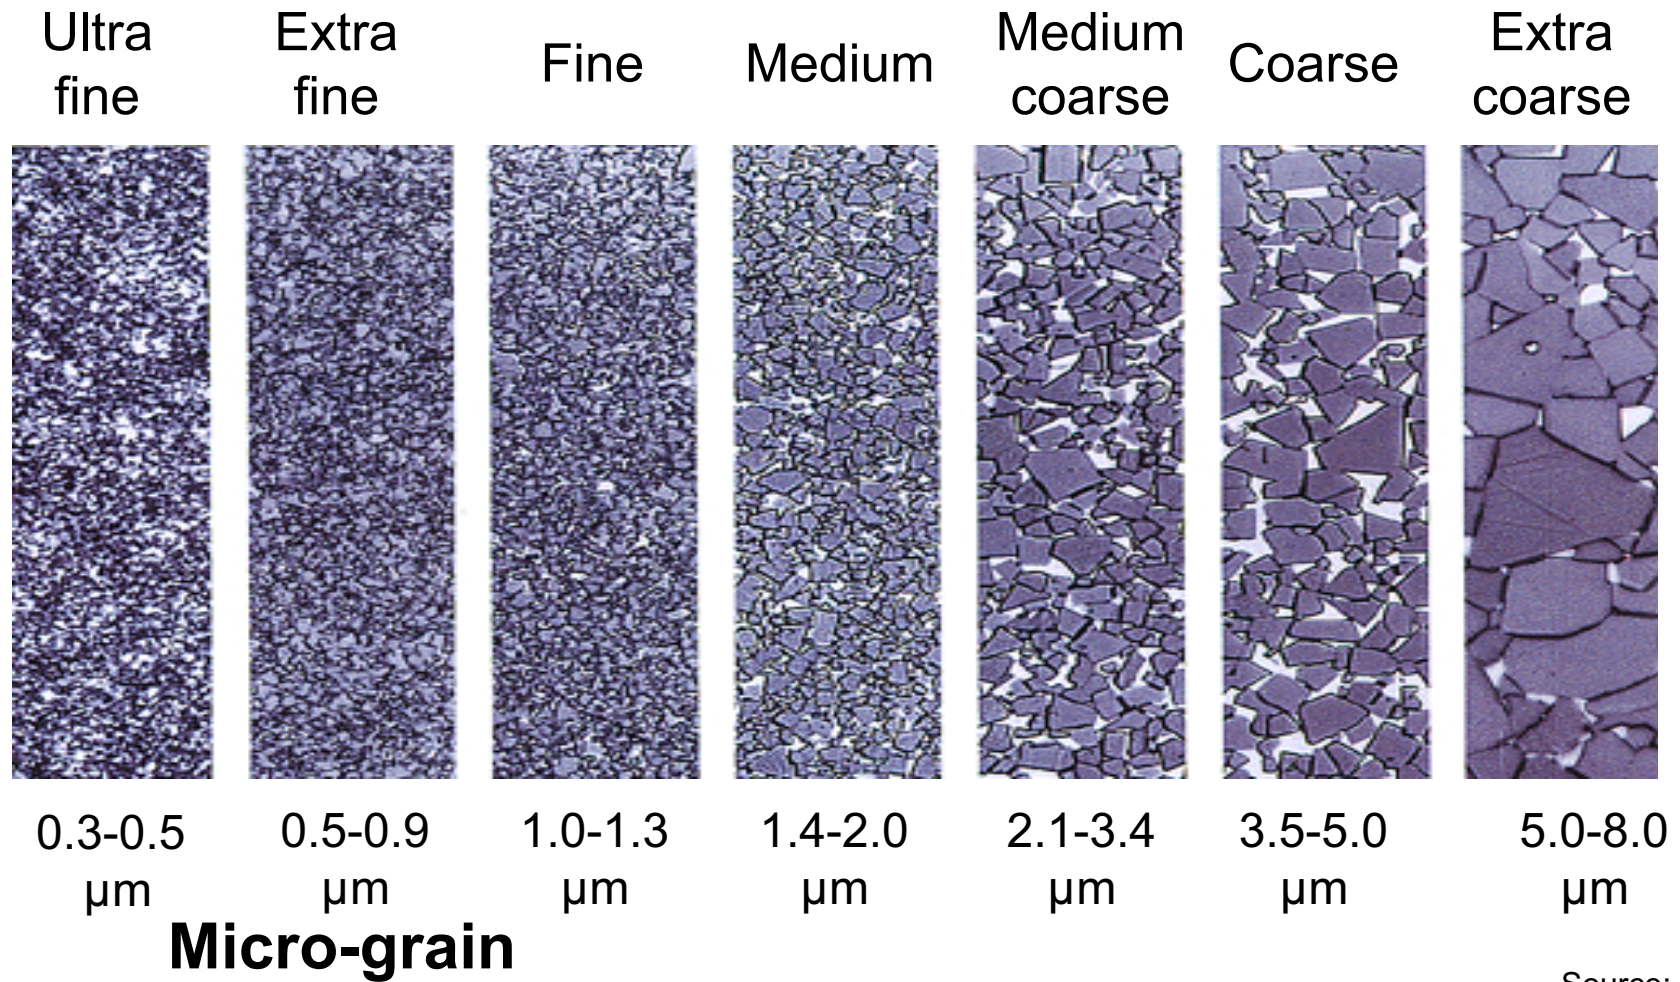 Ultra
fine
Extra
fine
Fine
Medium
Medium
coarse
Coarse
Extra
coarse
0.3-0.5
µm
0.5-0.9
µm
1.0-1.3
µm
1.4-2.0
µm
2.1-3.4
µm
3.5-5.0
µm
5.0-8.0
µm
Micro-grain
Source: